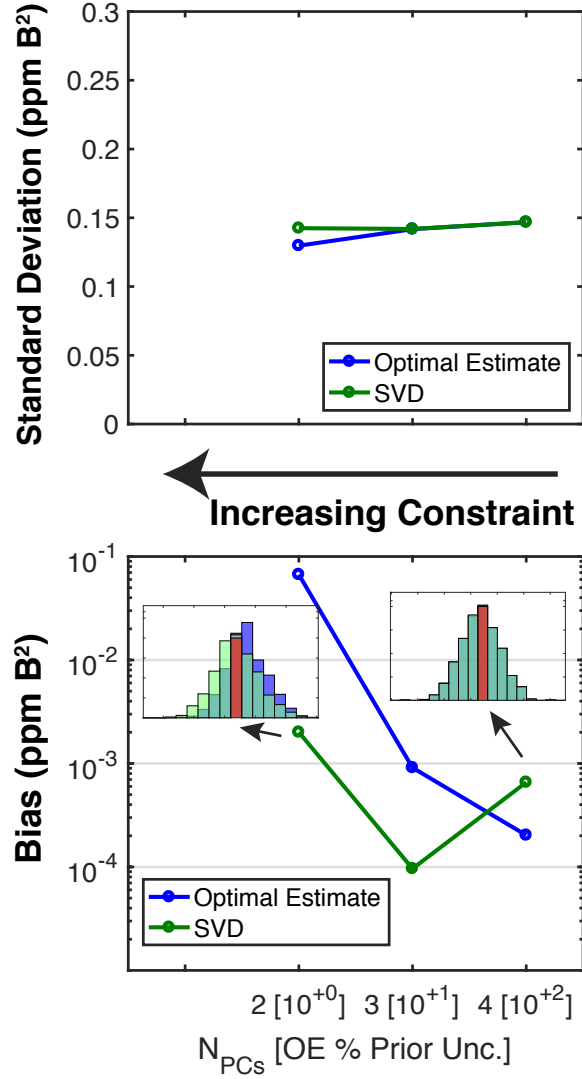 0.3
0.25
0.2
0.15
0.1
0.05
0
Standard Deviation (ppm B²)
Optimal Estimate
SVD
Increasing Constraint
10⁻¹
10⁻²
10⁻³
10⁻⁴
Bias (ppm B²)
Optimal Estimate
SVD
2 [10⁺⁰] 3 [10⁺¹] 4 [10⁺²]
N_PCs [OE % Prior Unc.]